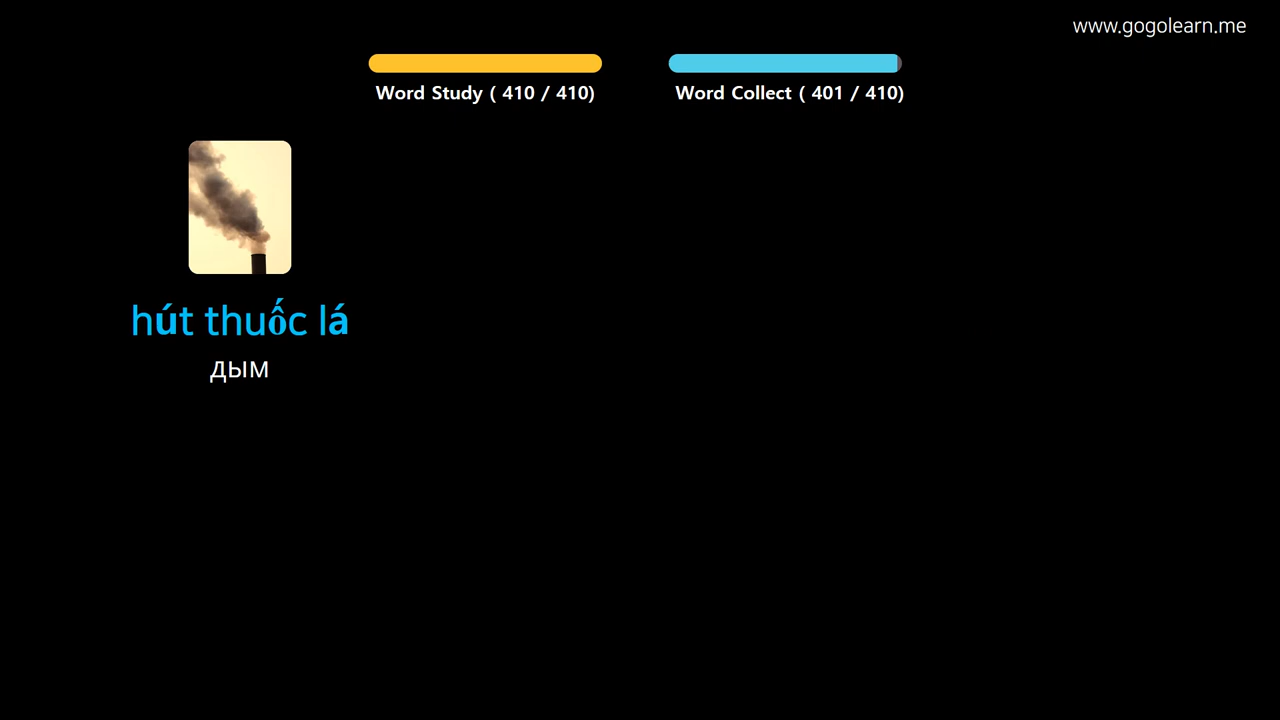 www.gogolearn.me
Word Study ( 410 / 410)
Word Collect ( 401 / 410)
hút thuốc lá
дым